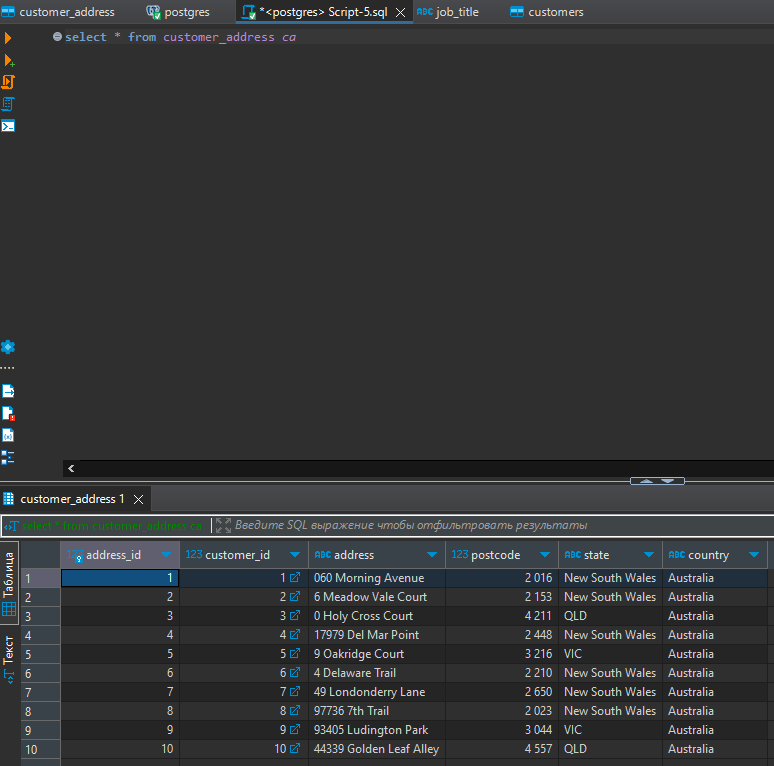 customer_address postgres *<postgres> Script-5.sql job_title customers
select * from customer_address ca
customer_address 1
select * from customer_address ca Введите SQL выражение чтобы отфильтровать результаты
Таблица
Текст
address_id 123 customer_id ABC address 123 postcode ABC state ABC country
1 1 1 060 Morning Avenue 2 016 New South Wales Australia
2 2 2 6 Meadow Vale Court 2 153 New South Wales Australia
3 3 3 0 Holy Cross Court 4 211 QLD Australia
4 4 4 17979 Del Mar Point 2 448 New South Wales Australia
5 5 5 9 Oakridge Court 3 216 VIC Australia
6 6 6 4 Delaware Trail 2 210 New South Wales Australia
7 7 7 49 Londonderry Lane 2 650 New South Wales Australia
8 8 8 97736 7th Trail 2 023 New South Wales Australia
9 9 9 93405 Ludington Park 3 044 VIC Australia
10 10 10 44339 Golden Leaf Alley 4 557 QLD Australia